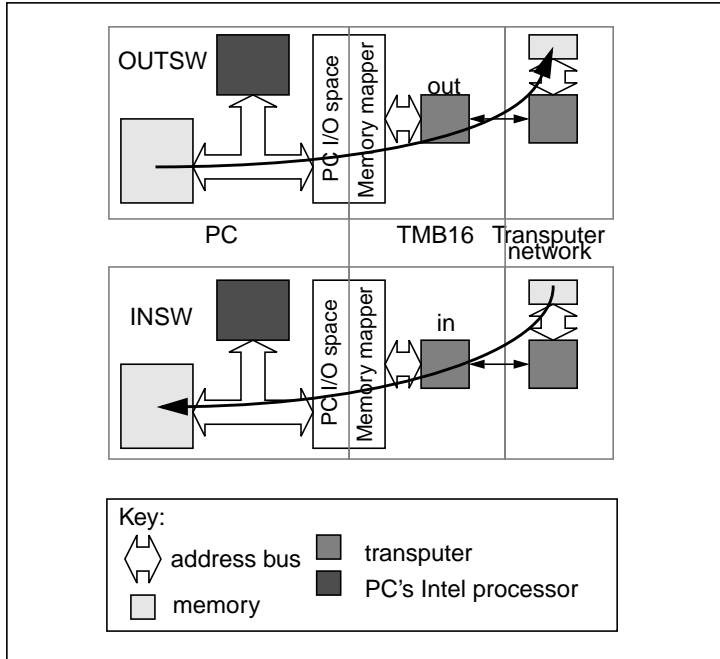 OUTSW
PC I/O space
Memory mapper
out
PC
TMB16
Transputer
network
INSW
PC I/O space
Memory mapper
in
Key:
address bus
transputer
memory
PC's Intel processor